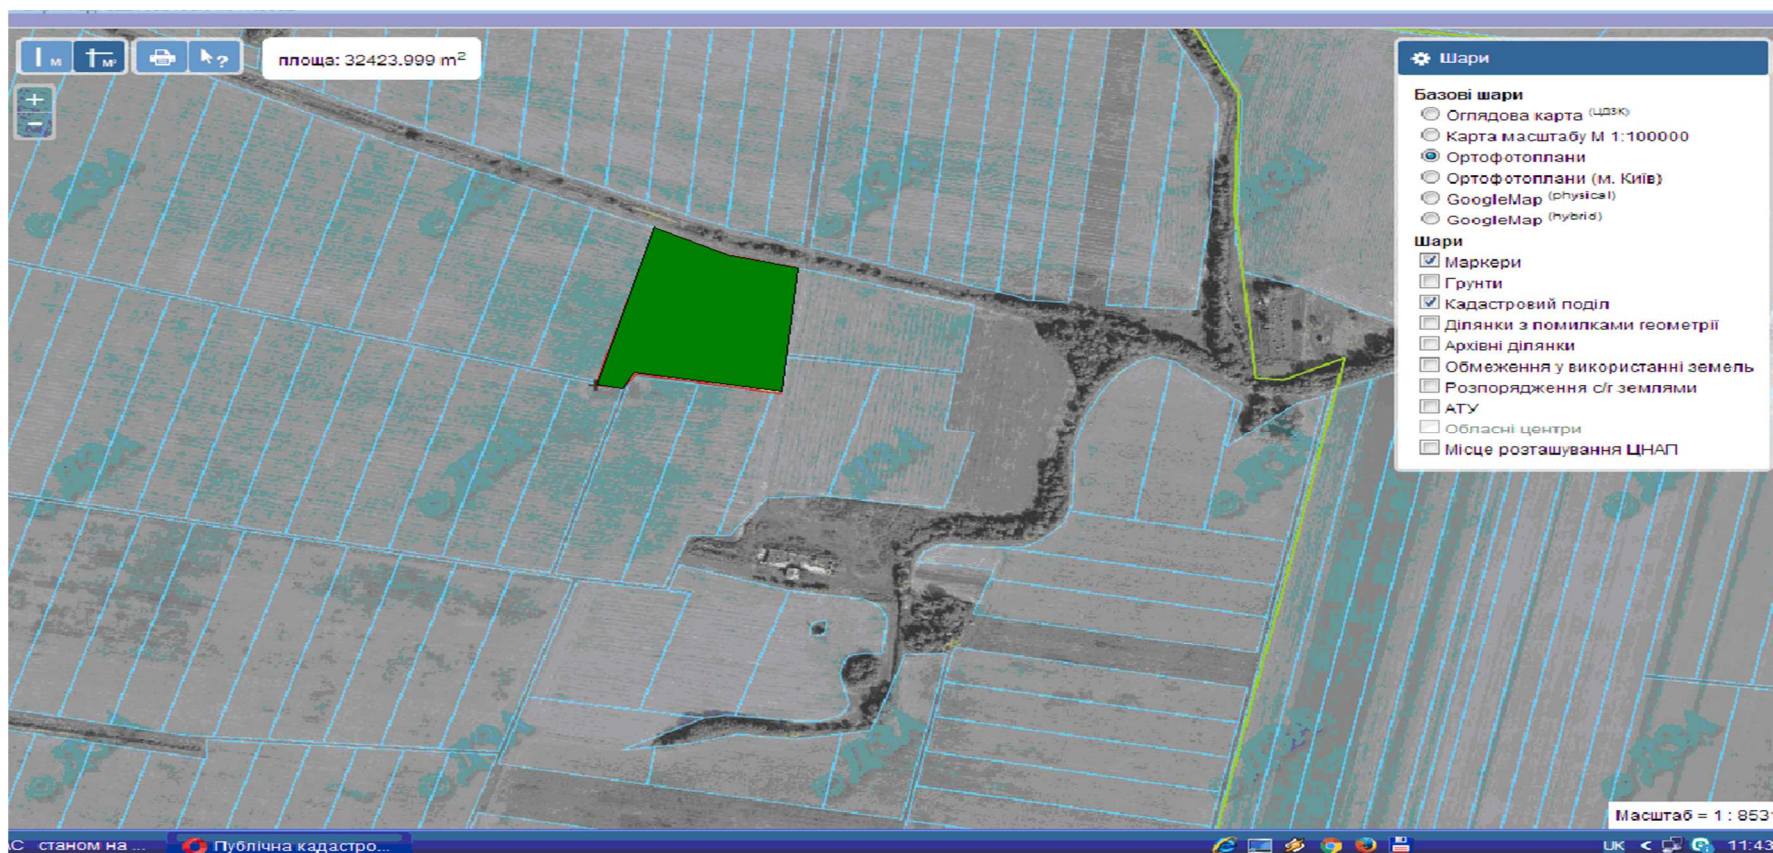 м
м²
?
площа: 32423.999 m²
+
−
Шари
Базові шари
Оглядова карта (ЦДЗК)
Карта масштабу М 1:100000
Ортофотоплани
Ортофотоплани (м. Київ)
GoogleMap (physical)
GoogleMap (hybrid)
Шари
Маркери
Грунти
Кадастровий поділ
Ділянки з помилками геометрії
Архівні ділянки
Обмеження у використанні земель
Розпорядження с/г землями
АТУ
Обласні центри
Місце розташування ЦНАП
Масштаб = 1 : 853
АС станом на ...
Публічна кадастро...
UK
11:43